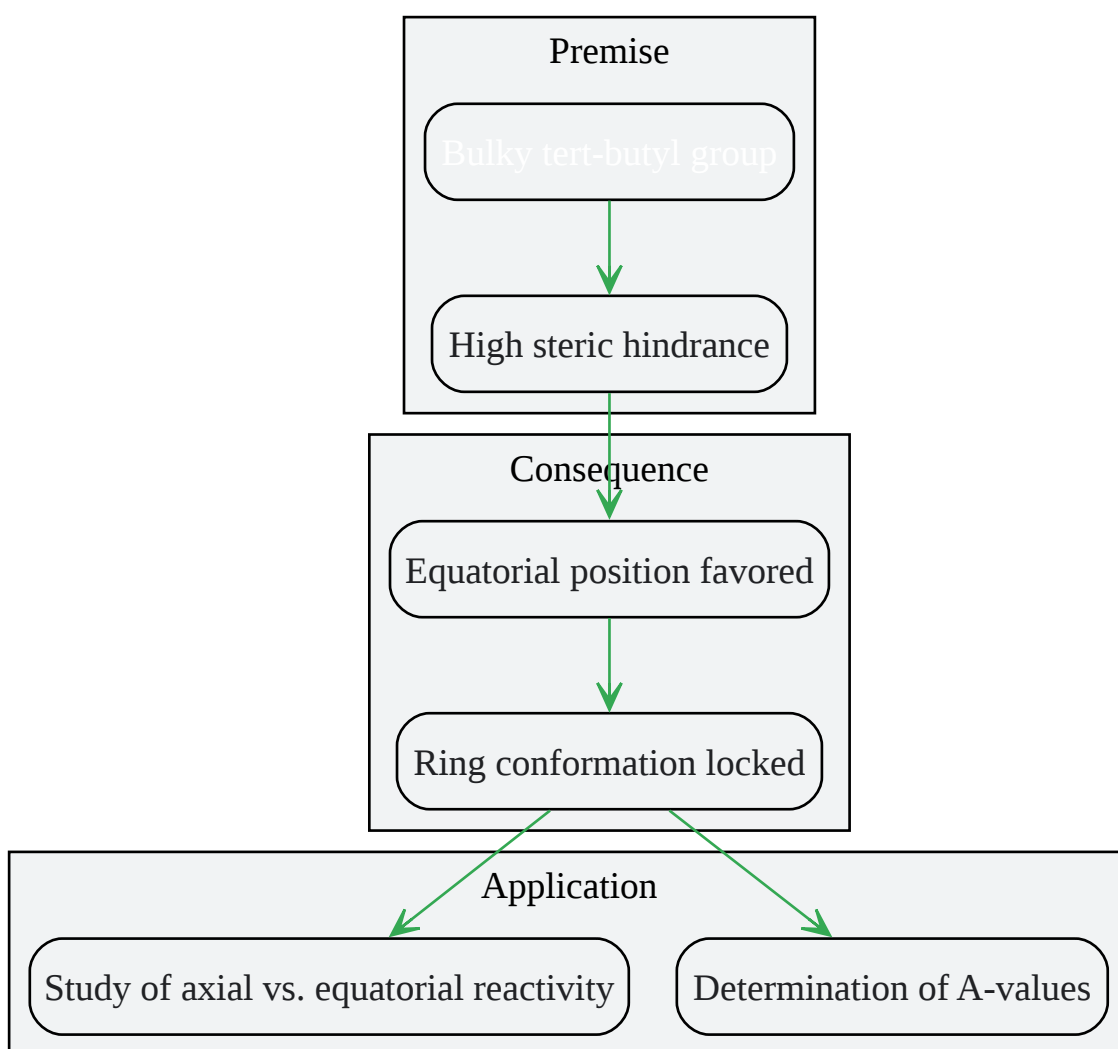 Premise
Bulky tert-butyl group
High steric hindrance
Consequence
Equatorial position favored
Ring conformation locked
Application
Study of axial vs. equatorial reactivity
Determination of A-values